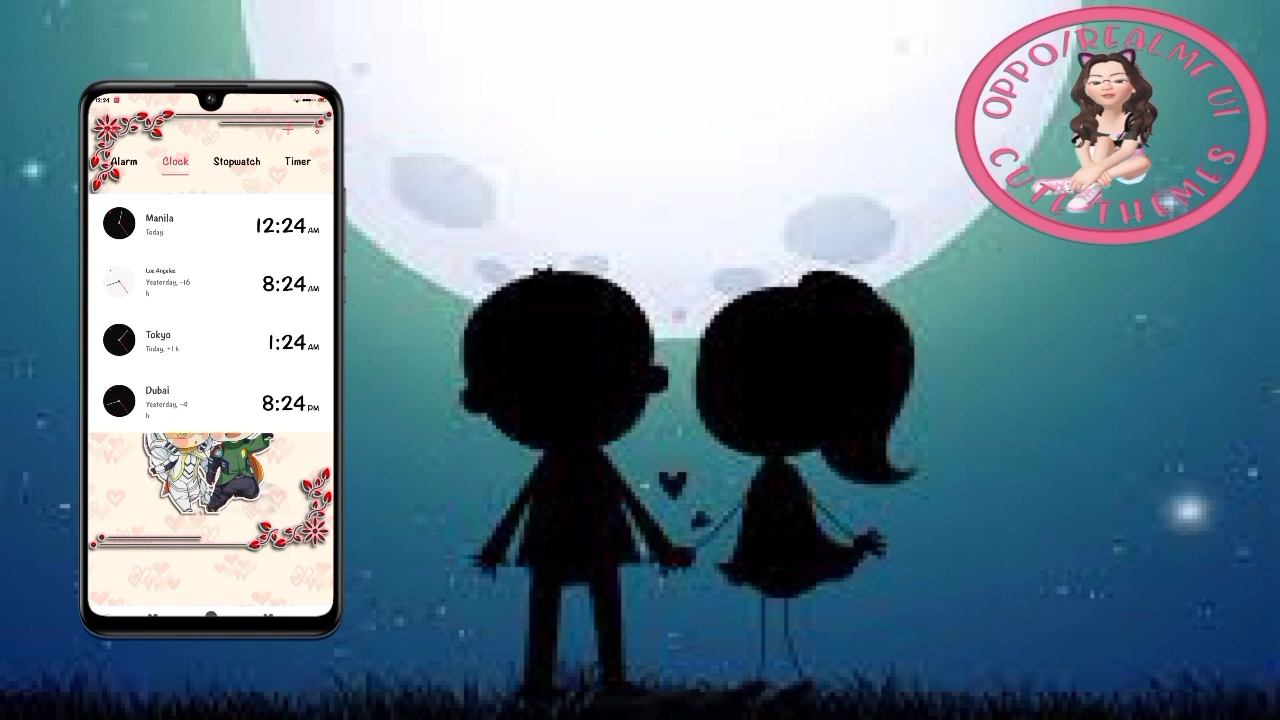 12:24
Alarm Clock Stopwatch Timer
Manila
Today
12:24 AM
Los Angeles
Yesterday, -16
h
8:24 AM
Tokyo
Today, +1 h
1:24 AM
Dubai
Yesterday, -4
h
8:24 PM
OPPO/REALME UI
CUTE THEMES